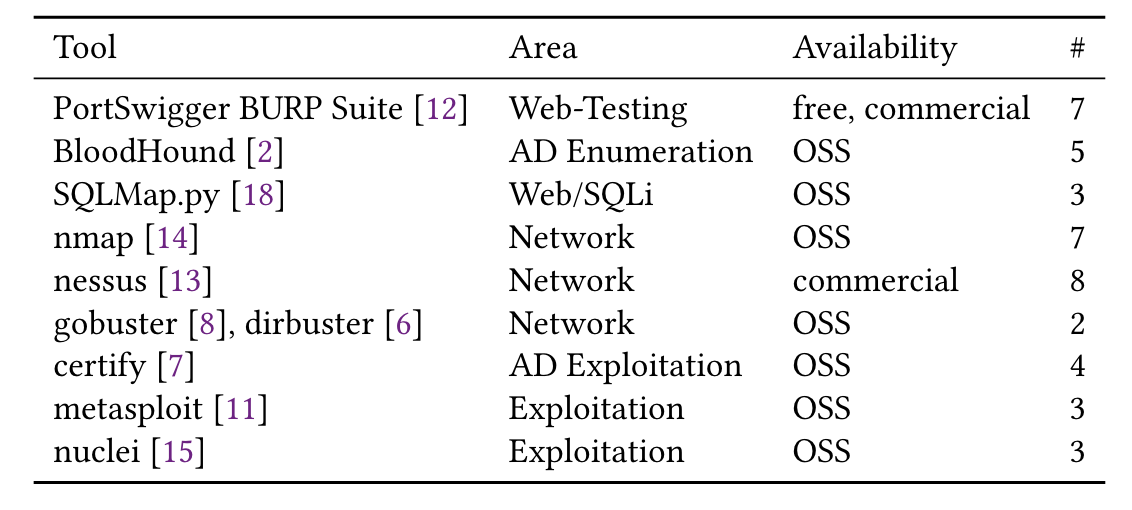 Tool Area Availability #
PortSwigger BURP Suite [12] Web-Testing free, commercial 7
BloodHound [2] AD Enumeration OSS 5
SQLMap.py [18] Web/SQLi OSS 3
nmap [14] Network OSS 7
nessus [13] Network commercial 8
gobuster [8], dirbuster [6] Network OSS 2
certify [7] AD Exploitation OSS 4
metasploit [11] Exploitation OSS 3
nuclei [15] Exploitation OSS 3